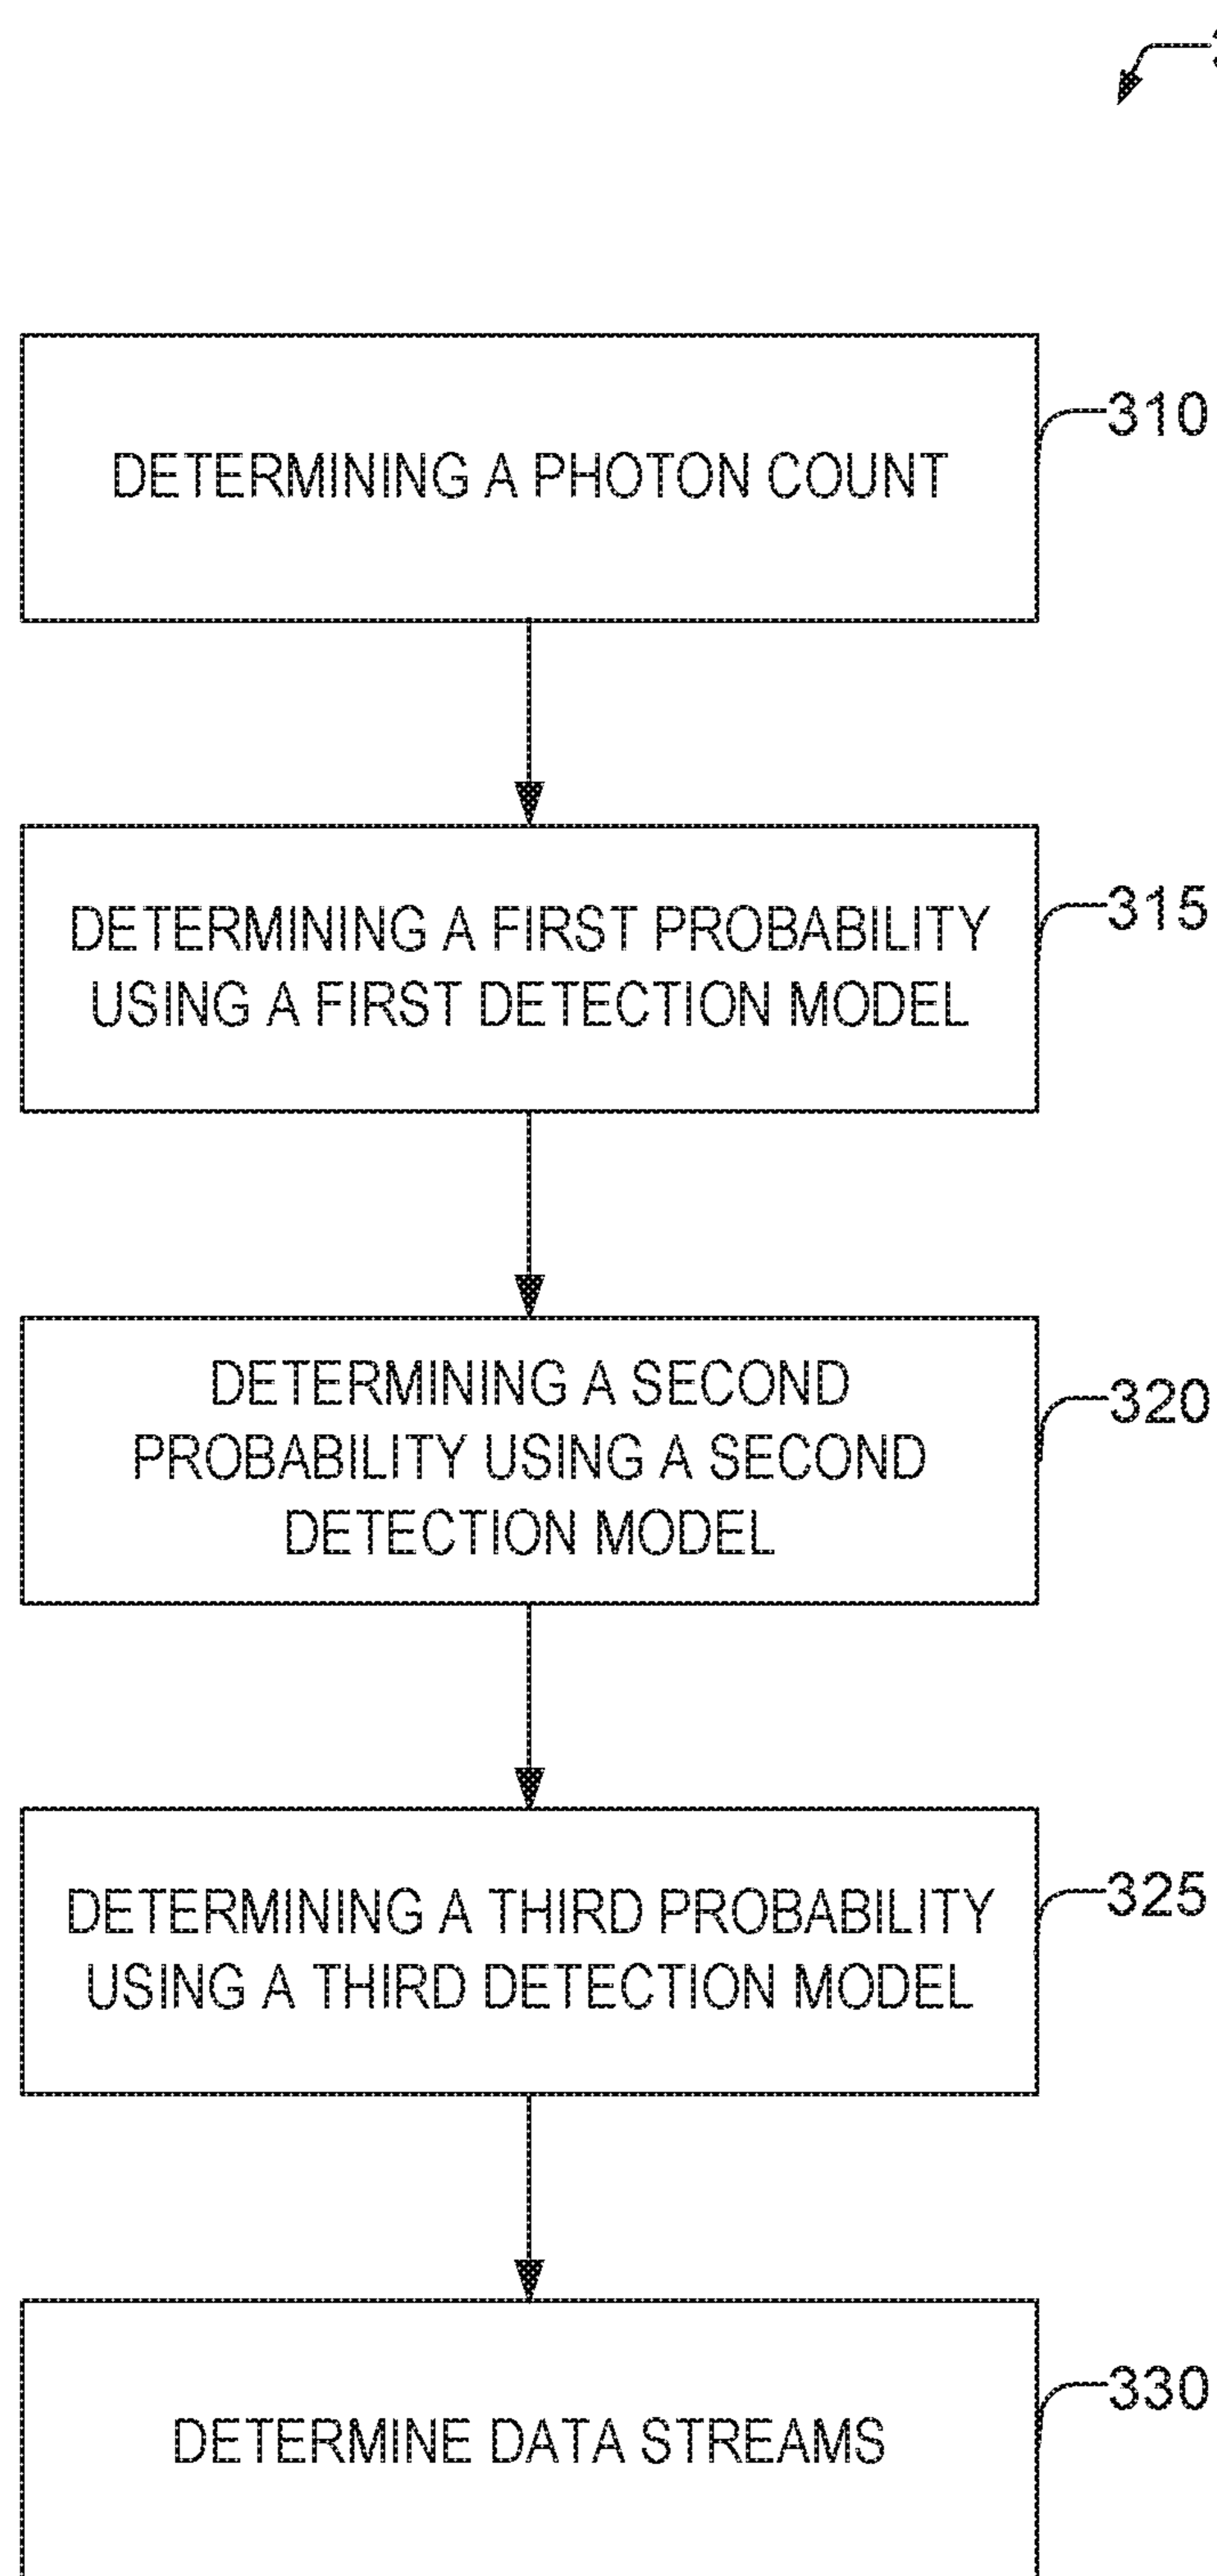 DETERMINING A PHOTON COUNT
310
DETERMINING A FIRST PROBABILITY
USING A FIRST DETECTION MODEL
315
DETERMINING A SECOND
PROBABILITY USING A SECOND
DETECTION MODEL
320
DETERMINING A THIRD PROBABILITY
USING A THIRD DETECTION MODEL
325
DETERMINE DATA STREAMS
330